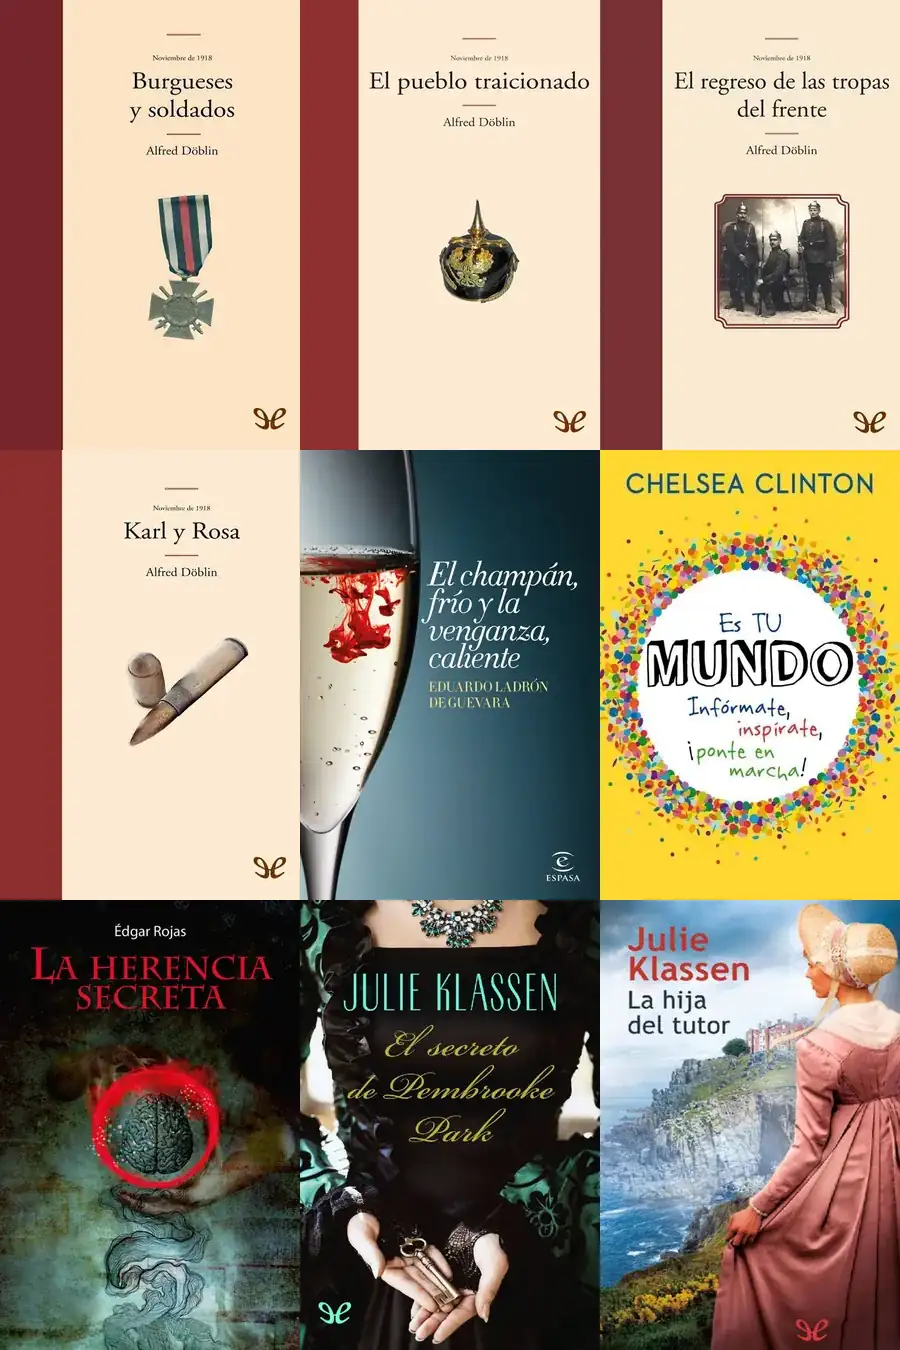 Noviembre de 1918
Burgueses
y soldados
Alfred Döblin
Noviembre de 1918
El pueblo traicionado
Alfred Döblin
Noviembre de 1918
El regreso de las tropas
del frente
Alfred Döblin
Noviembre de 1918
Karl y Rosa
Alfred Döblin
El champán,
frío y la
venganza,
caliente
EDUARDO LADRÓN
DE GUEVARA
e
ESPASA
CHELSEA CLINTON
Es TU
MUNDO
Infórmate,
inspírate,
¡ponte en
marcha!
Édgar Rojas
LA HERENCIA
SECRETA
JULIE KLASSEN
El secreto
de Pembrooke
Park
Julie
Klassen
La hija
del tutor